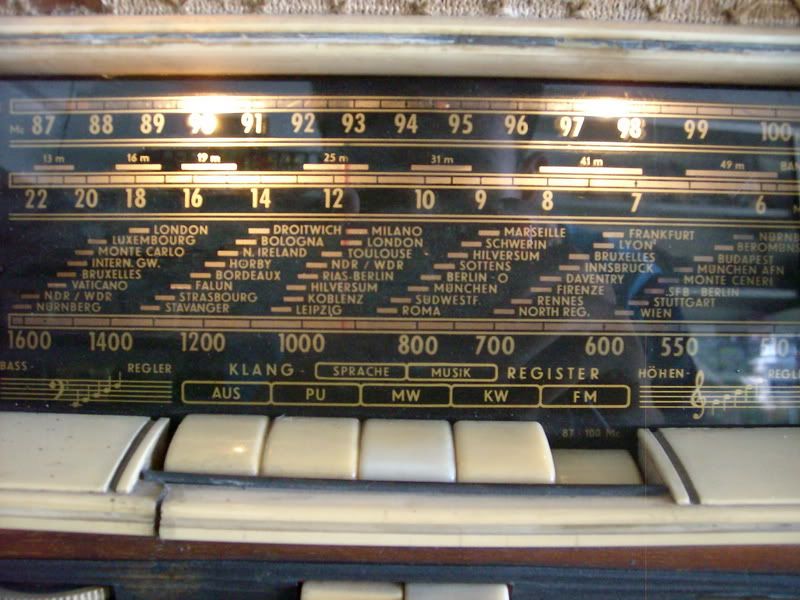 Mc 87 88 89 90 91 92 93 94 95 96 97 98 99 100
13 m 16 m 19 m 25 m 31 m 41 m 49 m
22 20 18 16 14 12 10 9 8 7 6
LONDON DROITWICH MILANO MARSEILLE FRANKFURT
LUXEMBOURG BOLOGNA LONDON SCHWERIN LYON
MONTE CARLO N. IRELAND TOULOUSE HILVERSUM BRUXELLES BUDAPEST
INTERN. GW. HÖRBY NDR / WDR SOTTENS INNSBRUCK MÜNCHEN AFN
BRUXELLES BORDEAUX RIAS-BERLIN BERLIN-O DAVENTRY MONTE CENERI
VATICANO FALUN HILVERSUM MÜNCHEN FIRENZE SFB-BERLIN
NDR / WDR STRASBOURG KOBLENZ SÜDWESTF. RENNES STUTTGART
NÜRNBERG STAVANGER LEIPZIG ROMA NORTH REG. WIEN
1600 1400 1200 1000 800 700 600 550 510
BASS- REGLER KLANG - SPRACHE MUSIK REGISTER HÖHEN-
AUS PU MW KW FM
87 - 100 Mc